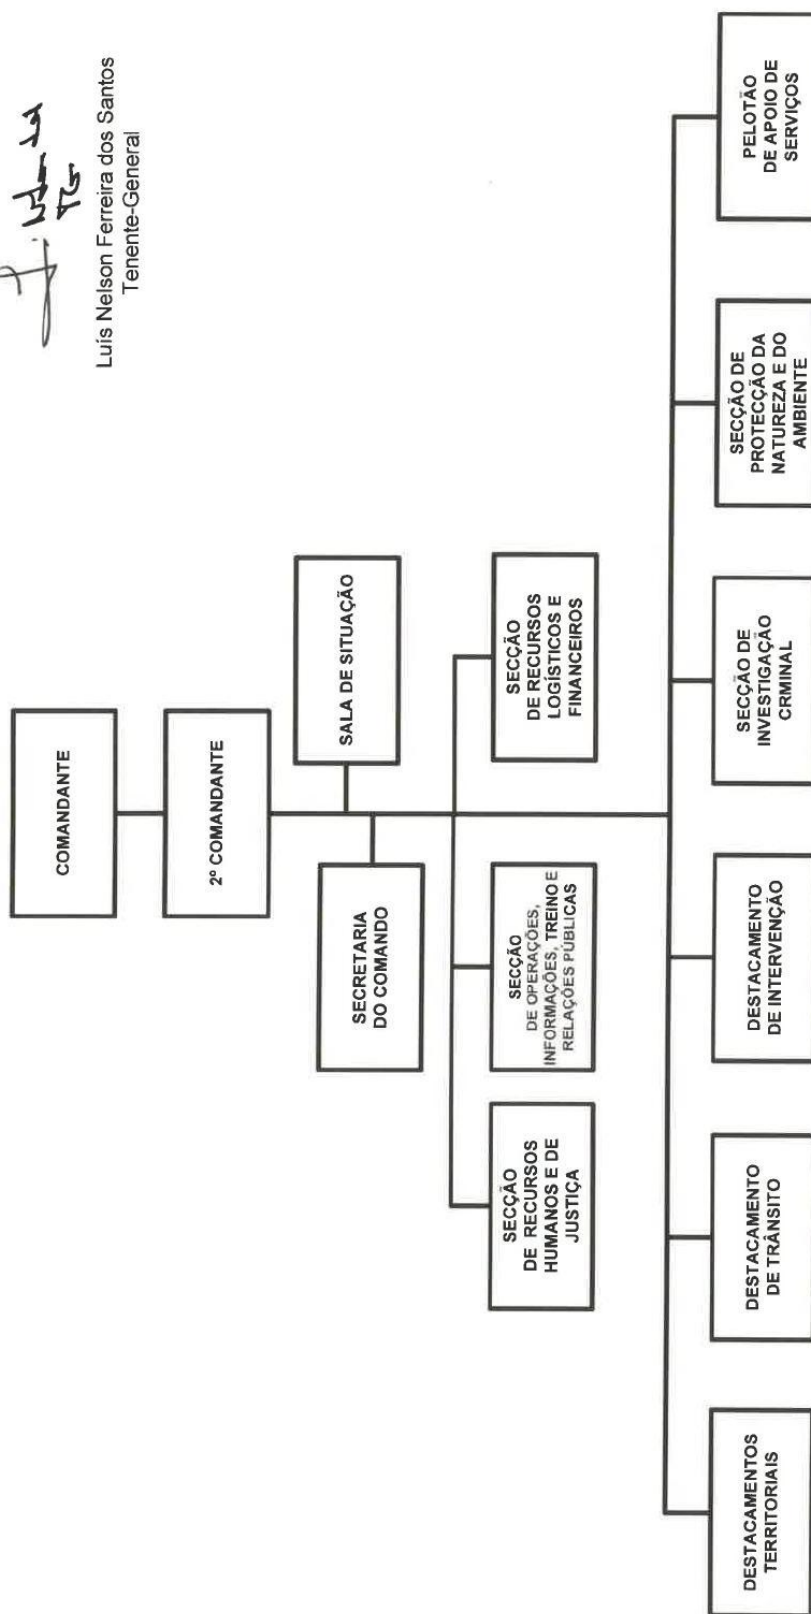 Luís Nelson Ferreira dos Santos
Tenente-General
COMANDANTE
2º COMANDANTE
SALA DE SITUAÇÃO
SECRETARIA
DO COMANDO
SECÇÃO
DE RECURSOS
HUMANOS E DE
JUSTIÇA
SECÇÃO
DE OPERAÇÕES,
INFORMAÇÕES, TREINO E
RELAÇÕES PÚBLICAS
SECÇÃO
DE RECURSOS
LOGÍSTICOS E
FINANCEIROS
DESTACAMENTOS
TERRITORIAIS
DESTACAMENTO
DE TRÂNSITO
DESTACAMENTO
DE INTERVENÇÃO
SECÇÃO DE
INVESTIGAÇÃO
CRMINAL
SECÇÃO DE
PROTECÇÃO DA
NATUREZA E DO
AMBIENTE
PELOTÃO
DE APOIO DE
SERVIÇOS